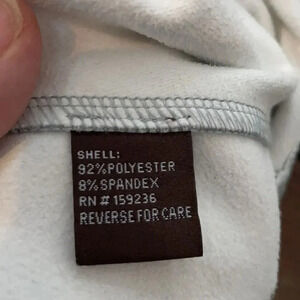 SHELL:
92%POLYESTER
8%SPANDEX
RN # 159236
REVERSE FOR CARE